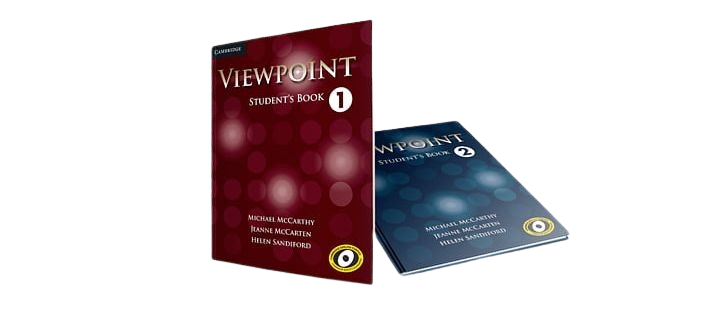 CAMBRIDGE
VIEWPOINT
STUDENT'S BOOK 1
MICHAEL MCCARTHY
JEANNE MCCARTEN
HELEN SANDIFORD
WPOINT
STUDENT'S BOOK 2
MICHAEL MCCARTHY
JEANNE MCCARTEN
HELEN SANDIFORD